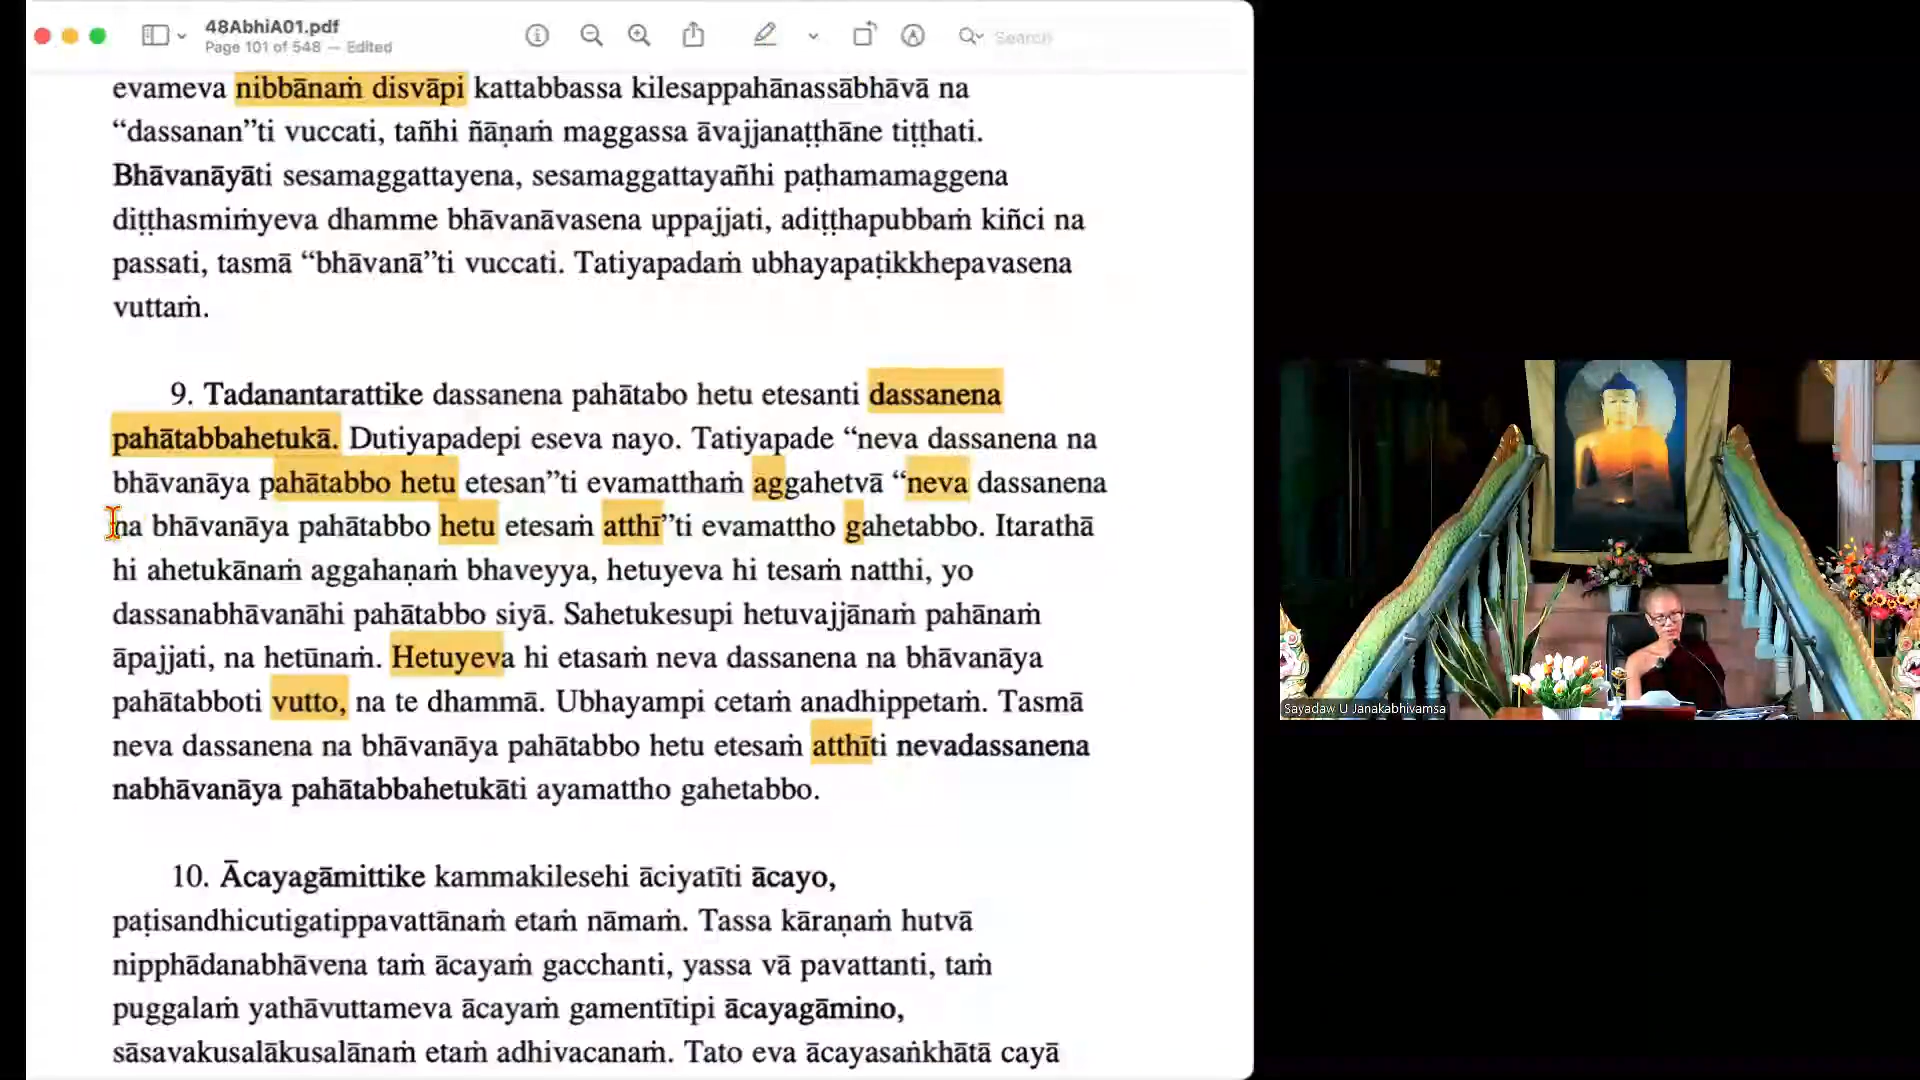 48AbhiA01.pdf
Page 101 of 548 — Edited
Search
evameva nibbānaṁ disvāpi kattabbassa kilesappahānassābhāvā na
“dassanan”ti vuccati, tañhi ñāṇaṁ maggassa āvajjanaṭṭhāne tiṭṭhati.
Bhāvanāyāti sesamaggattayena, sesamaggattayañhi paṭhamamaggena
diṭṭhasmiṁyeva dhamme bhāvanāvasena uppajjati, adiṭṭhapubbaṁ kiñci na
passati, tasmā “bhāvanā”ti vuccati. Tatiyapadaṁ ubhayapaṭikkhepavasena
vuttaṁ.
9. Tadanantarattike dassanena pahātabo hetu etesanti dassanena
pahātabbahetukā. Dutiyapadepi eseva nayo. Tatiyapade “neva dassanena na
bhāvanāya pahātabbo hetu etesan”ti evamatthaṁ aggahetvā “neva dassanena
na bhāvanāya pahātabbo hetu etesaṁ atthī”ti evamattho gahetabbo. Itarathā
hi ahetukānaṁ aggahaṇaṁ bhaveyya, hetuyeva hi tesaṁ natthi, yo
dassanabhāvanāhi pahātabbo siyā. Sahetukesupi hetuvajjānaṁ pahānaṁ
āpajjati, na hetūnaṁ. Hetuyeva hi etasaṁ neva dassanena na bhāvanāya
pahātabboti vutto, na te dhammā. Ubhayampi cetaṁ anadhippetaṁ. Tasmā
neva dassanena na bhāvanāya pahātabbo hetu etesaṁ atthīti nevadassanena
nabhāvanāya pahātabbahetukāti ayamattho gahetabbo.
10. Ācayagāmittike kammakilesehi āciyatīti ācayo,
paṭisandhicutigatippavattānaṁ etaṁ nāmaṁ. Tassa kāraṇaṁ hutvā
nipphādanabhāvena taṁ ācayaṁ gacchanti, yassa vā pavattanti, taṁ
puggalaṁ yathāvuttameva ācayaṁ gamentītipi ācayagāmino,
sāsavakusalākusalānaṁ etaṁ adhivacanaṁ. Tato eva ācayasaṅkhātā cayā
Sayadaw U Janakabhivamsa